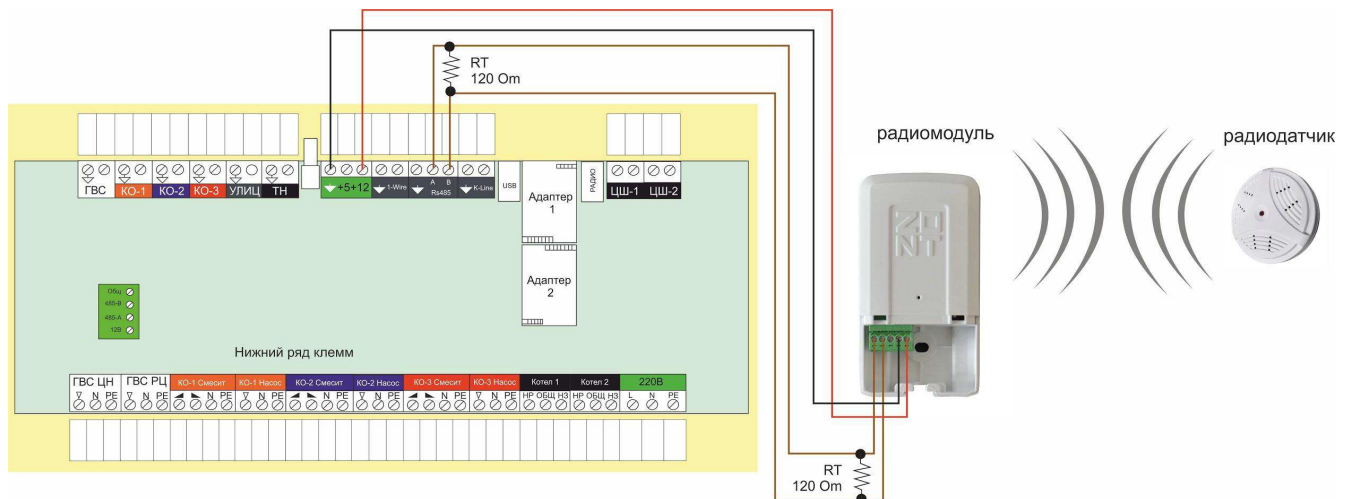 RT
120 Om
радиомодуль
радиодатчик
ГВС КО-1 КО-2 КО-3 УЛИЦ ТН
+5+12 1-Wire A B Rs485 K-Line
USB
Адаптер 1
РАДИО
ЦШ-1 ЦШ-2
ZONT
Адаптер 2
Общ
485-B
485-A
12В
Нижний ряд клемм
ГВС ЦН ГВС РЦ КО-1 Смесит КО-1 Насос КО-2 Смесит КО-2 Насос КО-3 Смесит КО-3 Насос Котел 1 Котел 2 220В
N PE N PE N PE N PE N PE N PE N PE N PE НР ОБЩ НЗ НР ОБЩ НЗ L N PE
RT
120 Om